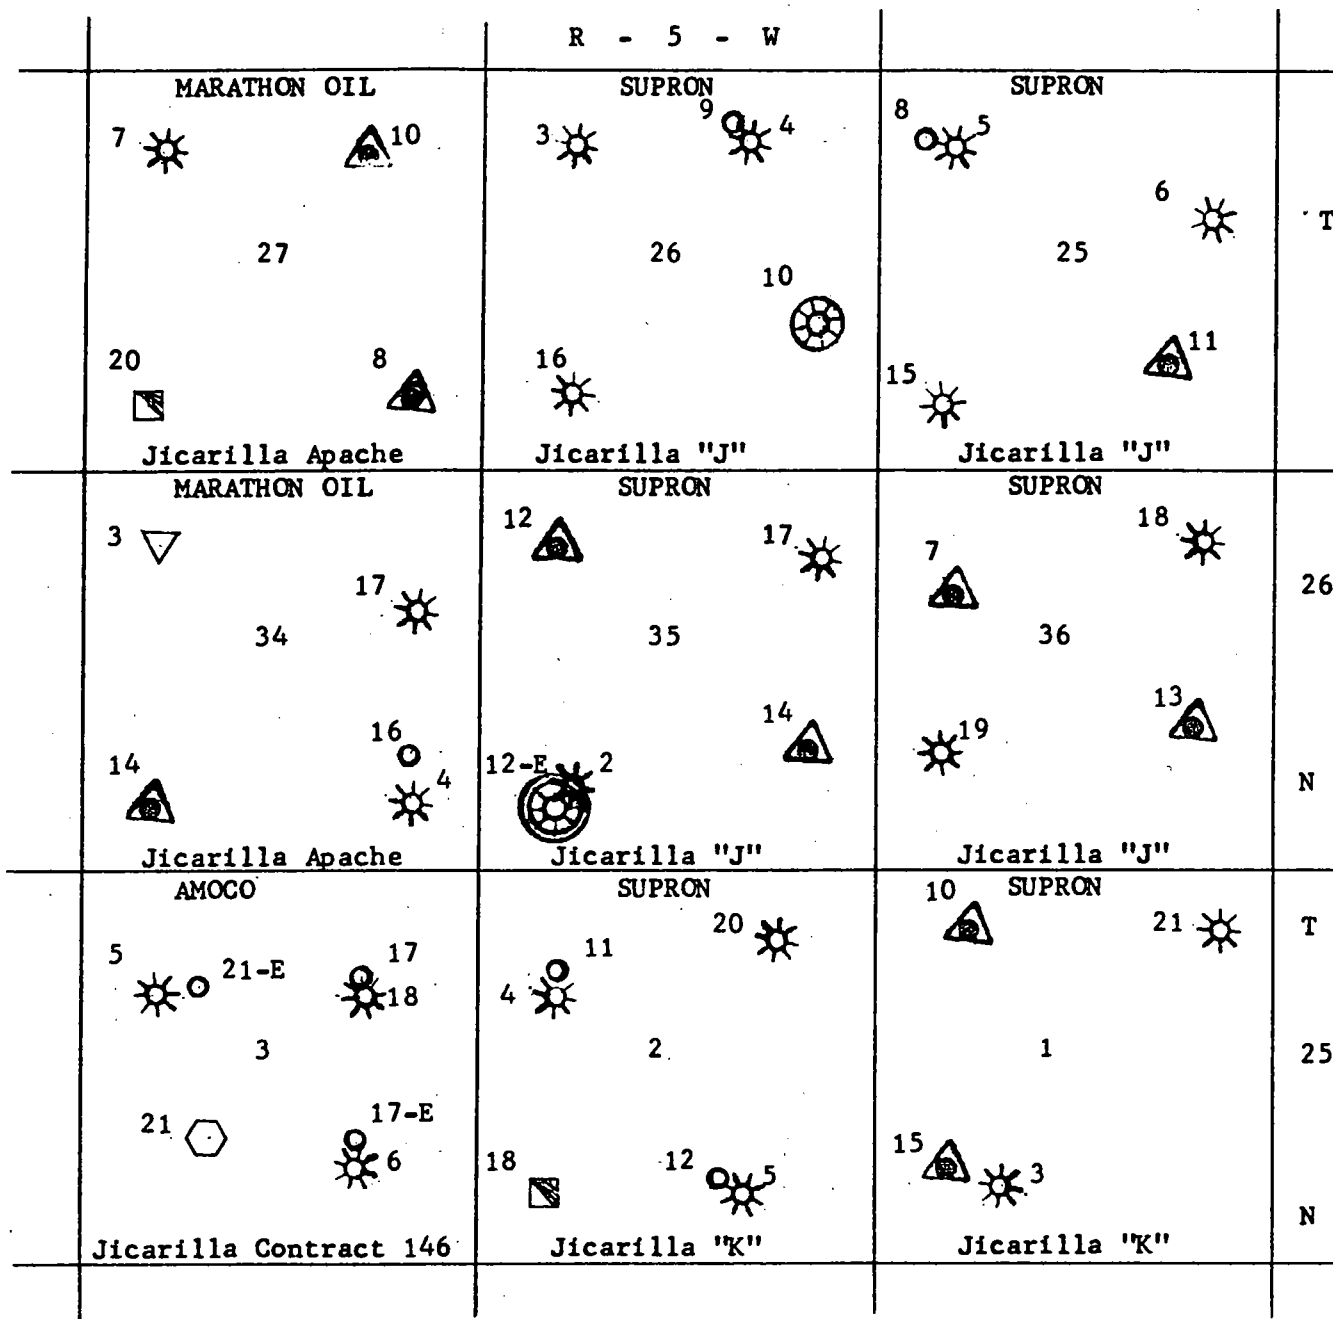 R - 5 - W
MARATHON OIL SUPRON SUPRON
7 10 3 9 4 8 5
6
T
27 26 25
10
20 8 16 15 11
Jicarilla Apache Jicarilla "J" Jicarilla "J"
MARATHON OIL SUPRON SUPRON
3 12 17 7 18
17
26
34 35 36
14 16 4 12-E 2 14 19 13
N
Jicarilla Apache Jicarilla "J" Jicarilla "J"
AMOCO SUPRON SUPRON
5 21-E 17 18 4 11 20 10 21
T
3 2 1
25
21 17-E 6 18 12 5 15 3
N
Jicarilla Contract 146 Jicarilla "K" Jicarilla "K"